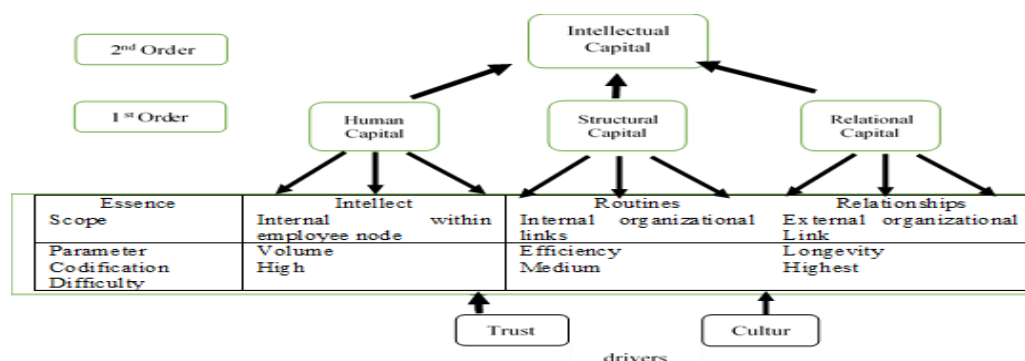 Intellectual
Capital
2nd Order
1st Order
Human
Capital
Structural
Capital
Relational
Capital
Essence Intellect Routines Relationships
Scope Internal within Internal organizational External organizational
employee node links Link
Parameter Volume Efficiency Longevity
Codification High Medium Highest
Difficulty
Trust Cultur
drivers